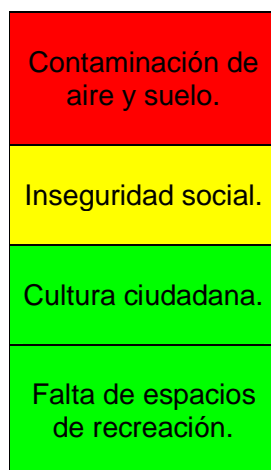 Contaminación de
aire y suelo.
Inseguridad social.
Cultura ciudadana.
Falta de espacios
de recreación.